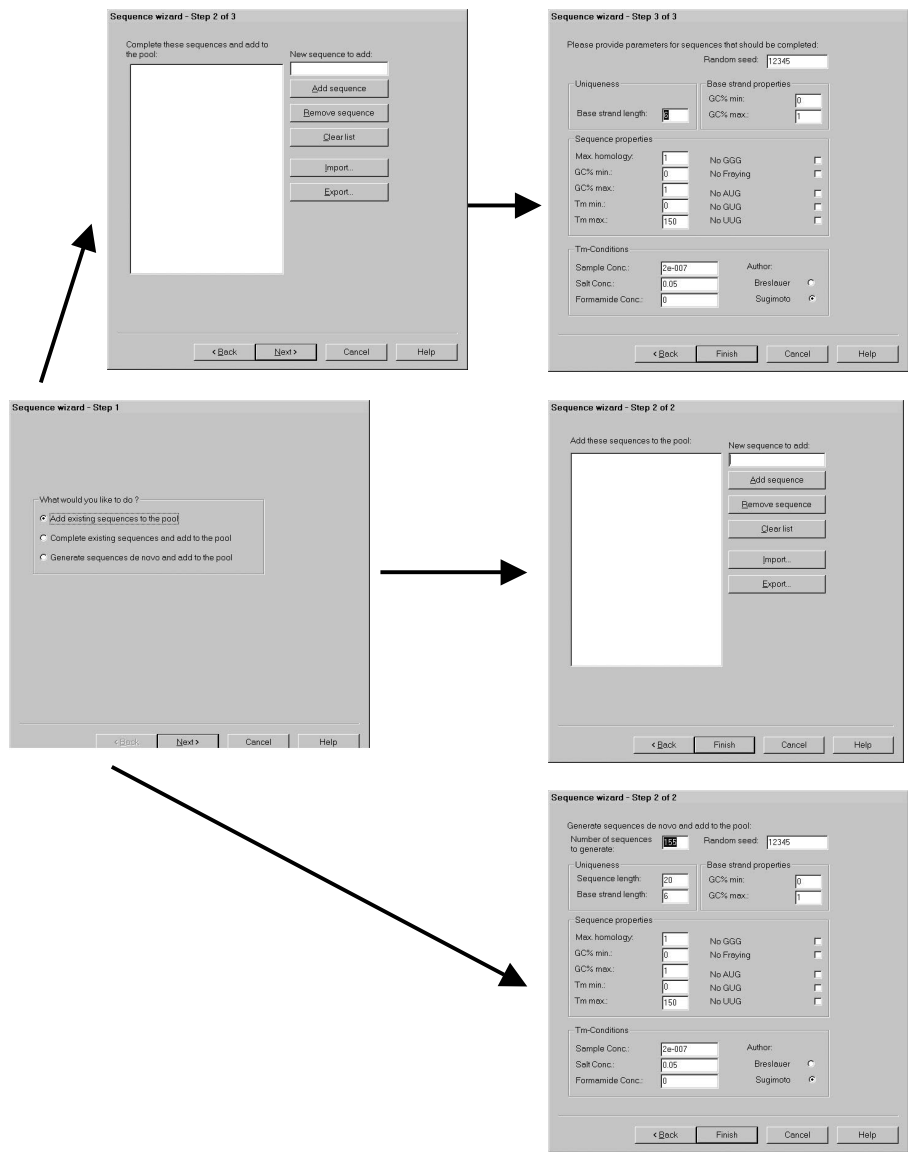 Sequence wizard - Step 2 of 3
Complete these sequences and add to
the pool:
New sequence to add:
Add sequence
Remove sequence
Clear list
Import...
Export...
< Back
Next >
Cancel
Help
Sequence wizard - Step 3 of 3
Please provide parameters for sequences that should be completed:
Random seed: 12345
Uniqueness
Base strand length: 6
Base strand properties
GC% min: 0
GC% max.: 1
Sequence properties
Max. homology: 1
GC% min.: 0
GC% max.: 1
Tm min.: 0
Tm max.: 150
No GGG
No Fraying
No AUG
No GUG
No UUG
Tm-Conditions
Sample Conc.: 2e-007
Salt Conc.: 0.05
Formamide Conc.: 0
Author:
Breslauer
Sugimoto
< Back
Finish
Cancel
Help
Sequence wizard - Step 1
What would you like to do ?
Add existing sequences to the pool
Complete existing sequences and add to the pool
Generate sequences de novo and add to the pool
< Back
Next >
Cancel
Help
Sequence wizard - Step 2 of 2
Add these sequences to the pool:
New sequence to add:
Add sequence
Remove sequence
Clear list
Import...
Export...
< Back
Finish
Cancel
Help
Sequence wizard - Step 2 of 2
Generate sequences de novo and add to the pool:
Number of sequences
to generate: 155
Random seed: 12345
Uniqueness
Sequence length: 20
Base strand length: 6
Base strand properties
GC% min: 0
GC% max.: 1
Sequence properties
Max. homology: 1
GC% min.: 0
GC% max.: 1
Tm min.: 0
Tm max.: 150
No GGG
No Fraying
No AUG
No GUG
No UUG
Tm-Conditions
Sample Conc.: 2e-007
Salt Conc.: 0.05
Formamide Conc.: 0
Author:
Breslauer
Sugimoto
< Back
Finish
Cancel
Help